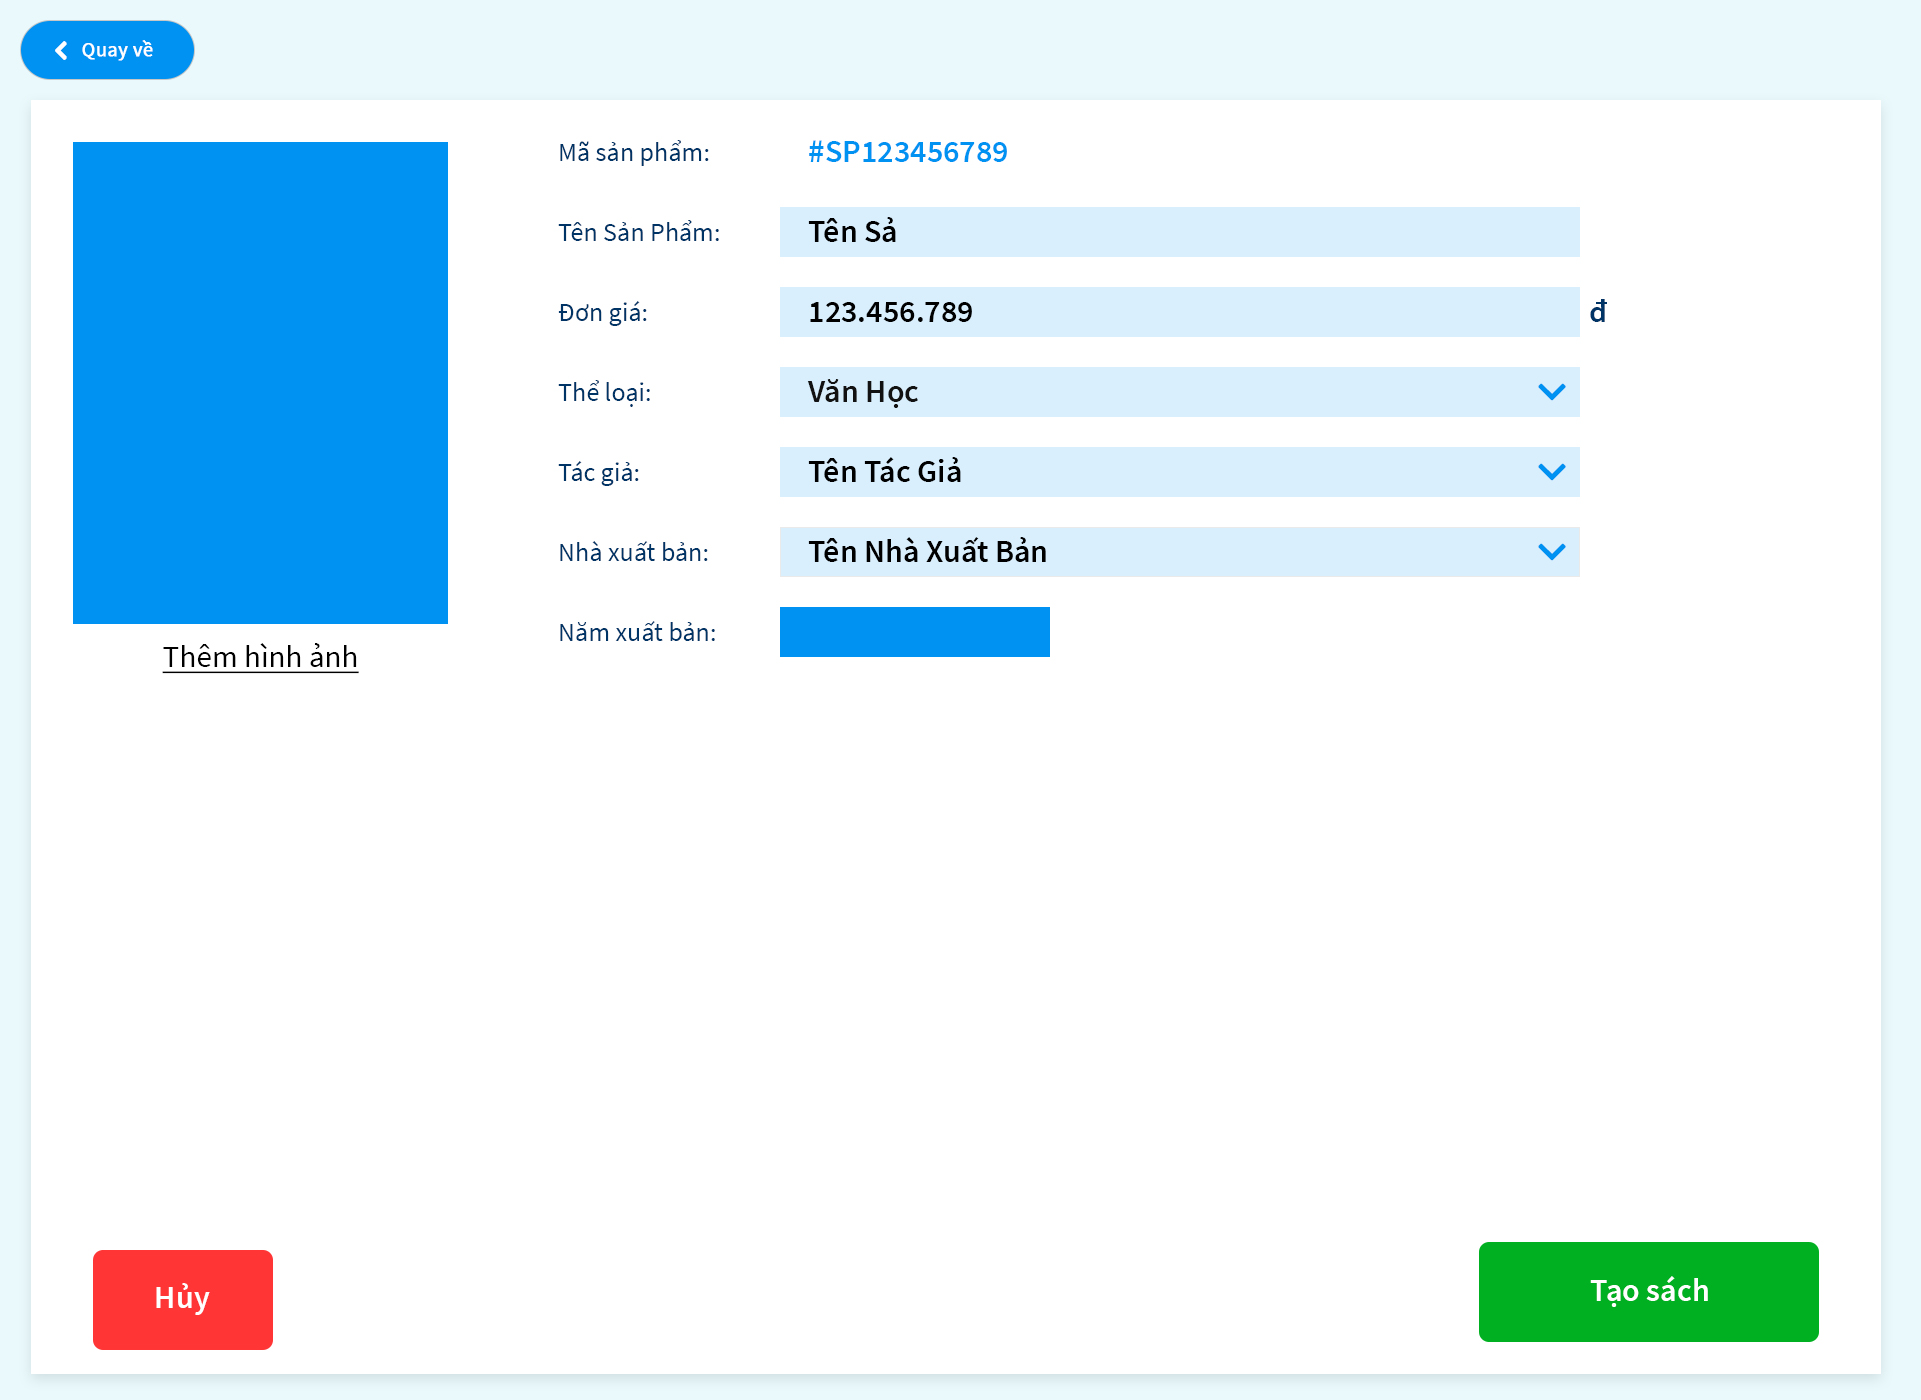 Quay về
Mã sản phẩm: #SP123456789
Tên Sản Phẩm: Tên Sả
Đơn giá: 123.456.789 đ
Thể loại: Văn Học
Tác giả: Tên Tác Giả
Nhà xuất bản: Tên Nhà Xuất Bản
Năm xuất bản:
Thêm hình ảnh
Hủy
Tạo sách